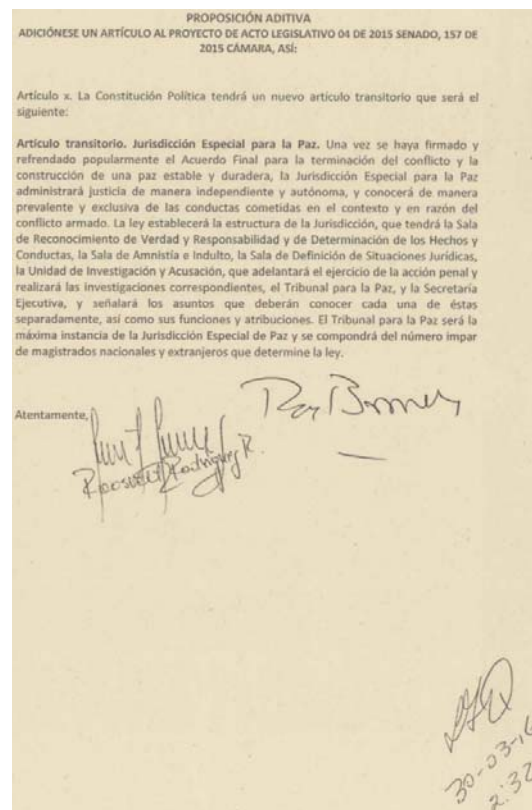 PROPOSICIÓN ADITIVA
ADICIÓNESE UN ARTÍCULO AL PROYECTO DE ACTO LEGISLATIVO 04 DE 2015 SENADO, 157 DE
2015 CÁMARA, ASÍ:
Artículo x. La Constitución Política tendrá un nuevo artículo transitorio que será el
siguiente:
Artículo transitorio. Jurisdicción Especial para la Paz. Una vez se haya firmado y
refrendado popularmente el Acuerdo Final para la terminación del conflicto y la
construcción de una paz estable y duradera, la Jurisdicción Especial para la Paz
administrará justicia de manera independiente y autónoma, y conocerá de manera
prevalente y exclusiva de las conductas cometidas en el contexto y en razón del
conflicto armado. La ley establecerá la estructura de la Jurisdicción, que tendrá la Sala
de Reconocimiento de Verdad y Responsabilidad y de Determinación de los Hechos y
Conductas, la Sala de Amnistía e Indulto, la Sala de Definición de Situaciones Jurídicas,
la Unidad de Investigación y Acusación, que adelantará el ejercicio de la acción penal y
realizará las investigaciones correspondientes, el Tribunal para la Paz, y la Secretaría
Ejecutiva, y señalará los asuntos que deberán conocer cada una de éstas
separadamente, así como sus funciones y atribuciones. El Tribunal para la Paz será la
máxima instancia de la Jurisdicción Especial de Paz y se compondrá del número impar
de magistrados nacionales y extranjeros que determine la ley.
Atentamente,
Roosvelt Rodríguez R.
30-03-16
2:32